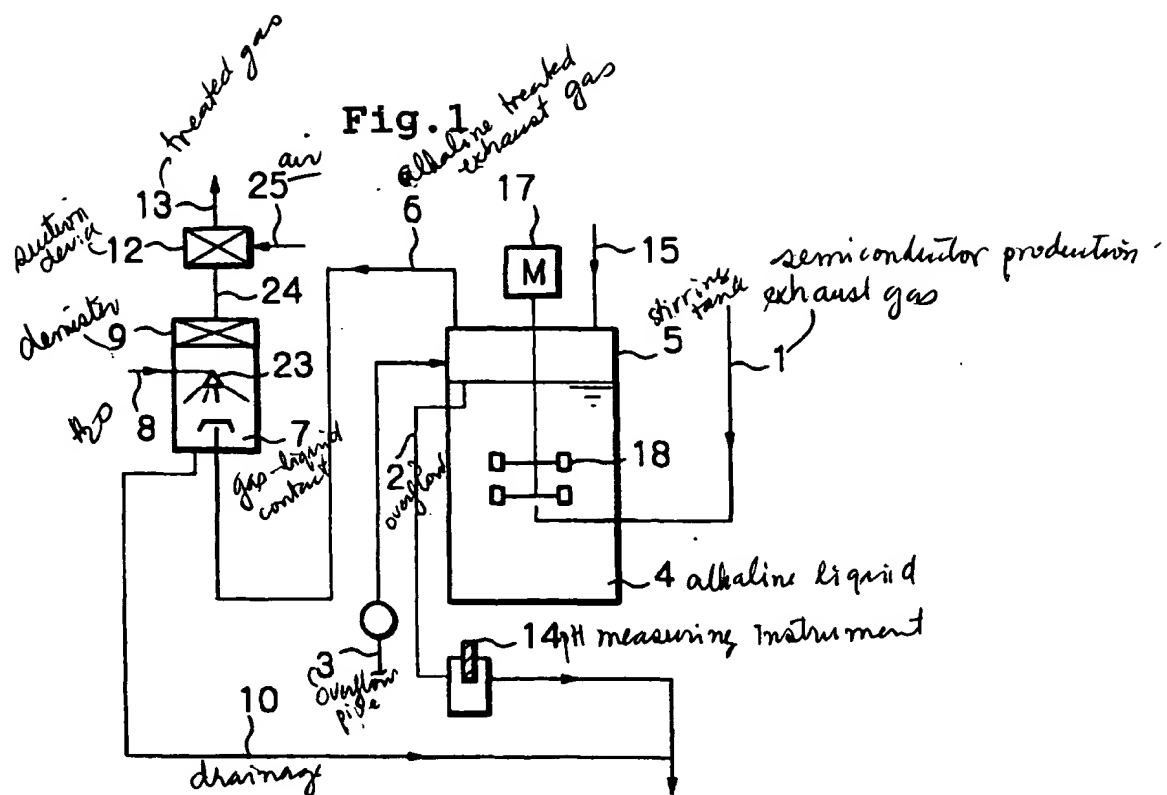 treated gas
Fig.1
alkaline treated
exhaust gas
air
13
25
6
17
15
suction
device
12
M
semiconductor production
exhaust gas
stirring
tank
24
demister
9
5
1
23
H2O
8
7
gas-liquid
contact
2
overflow
18
4 alkaline liquid
14 pH measuring instrument
3
overflow
pipe
10
drainage